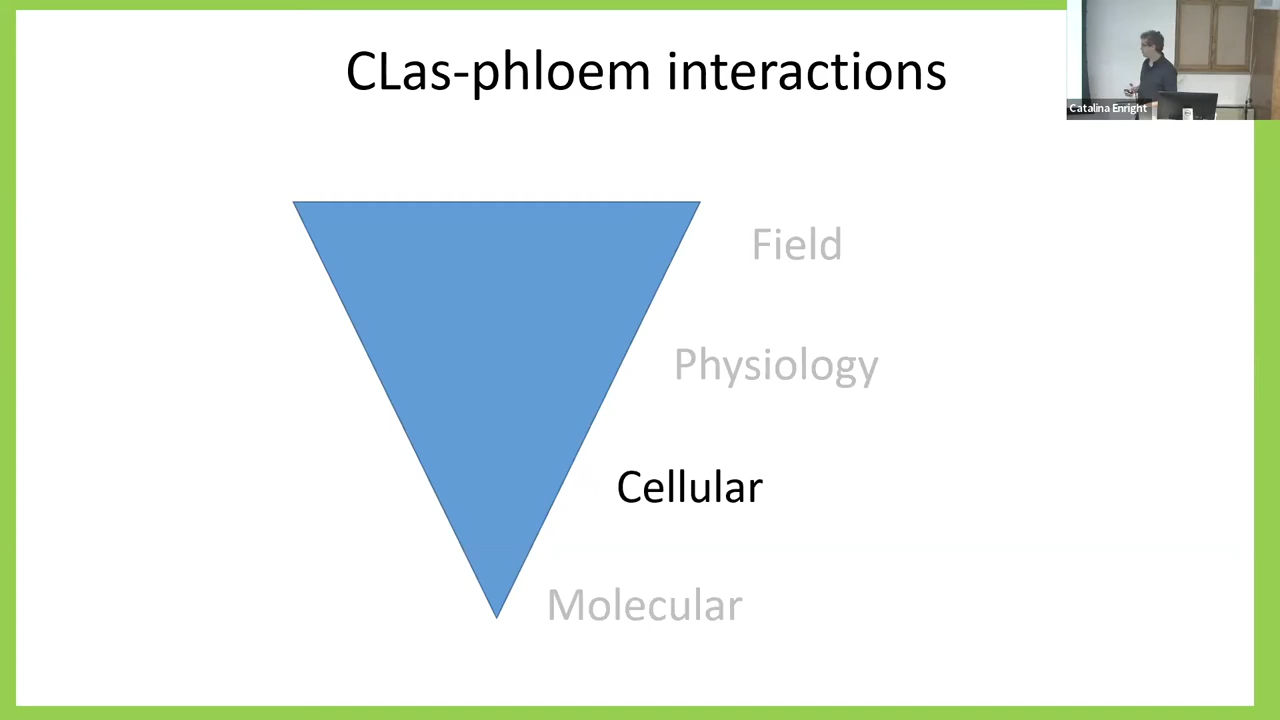 CLas-phloem interactions
Catalina Enright
Field
Physiology
Cellular
Molecular